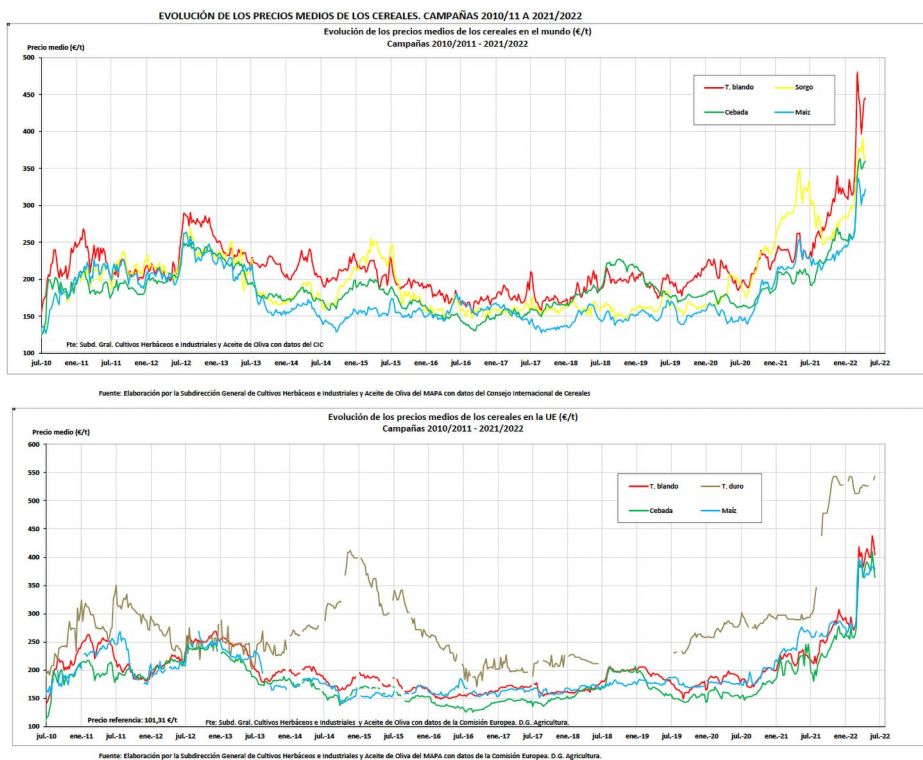 EVOLUCIÓN DE LOS PRECIOS MEDIOS DE LOS CEREALES. CAMPAÑAS 2010/11 A 2021/2022
Evolución de los precios medios de los cereales en el mundo (€/t)
Campañas 2010/2011 - 2021/2022
Precio medio (€/t)
500
450
400
350
300
250
200
150
100
T. blando
Sorgo
Cebada
Maíz
Fte: Subd. Gral. Cultivos Herbáceos e Industriales y Aceite de Oliva con datos del CIC
jul.-10 ene.-11 jul.-11 ene.-12 jul.-12 ene.-13 jul.-13 ene.-14 jul.-14 ene.-15 jul.-15 ene.-16 jul.-16 ene.-17 jul.-17 ene.-18 jul.-18 ene.-19 jul.-19 ene.-20 jul.-20 ene.-21 jul.-21 ene.-22 jul.-22
Fuente: Elaboración por la Subdirección General de Cultivos Herbáceos e Industriales y Aceite de Oliva del MAPA con datos del Consejo Internacional de Cereales
Evolución de los precios medios de los cereales en la UE (€/t)
Campañas 2010/2011 - 2021/2022
Precio medio (€/t)
600
550
500
450
400
350
300
250
200
150
100
T. blando
T. duro
Cebada
Maíz
Precio referencia: 101,31 €/t
Fte: Subd. Gral. Cultivos Herbáceos e Industriales y Aceite de Oliva con datos de la Comisión Europea. D.G. Agricultura.
jul.-10 ene.-11 jul.-11 ene.-12 jul.-12 ene.-13 jul.-13 ene.-14 jul.-14 ene.-15 jul.-15 ene.-16 jul.-16 ene.-17 jul.-17 ene.-18 jul.-18 ene.-19 jul.-19 ene.-20 jul.-20 ene.-21 jul.-21 ene.-22 jul.-22
Fuente: Elaboración por la Subdirección General de Cultivos Herbáceos e Industriales y Aceite de Oliva del MAPA con datos de la Comisión Europea. D.G. Agricultura.